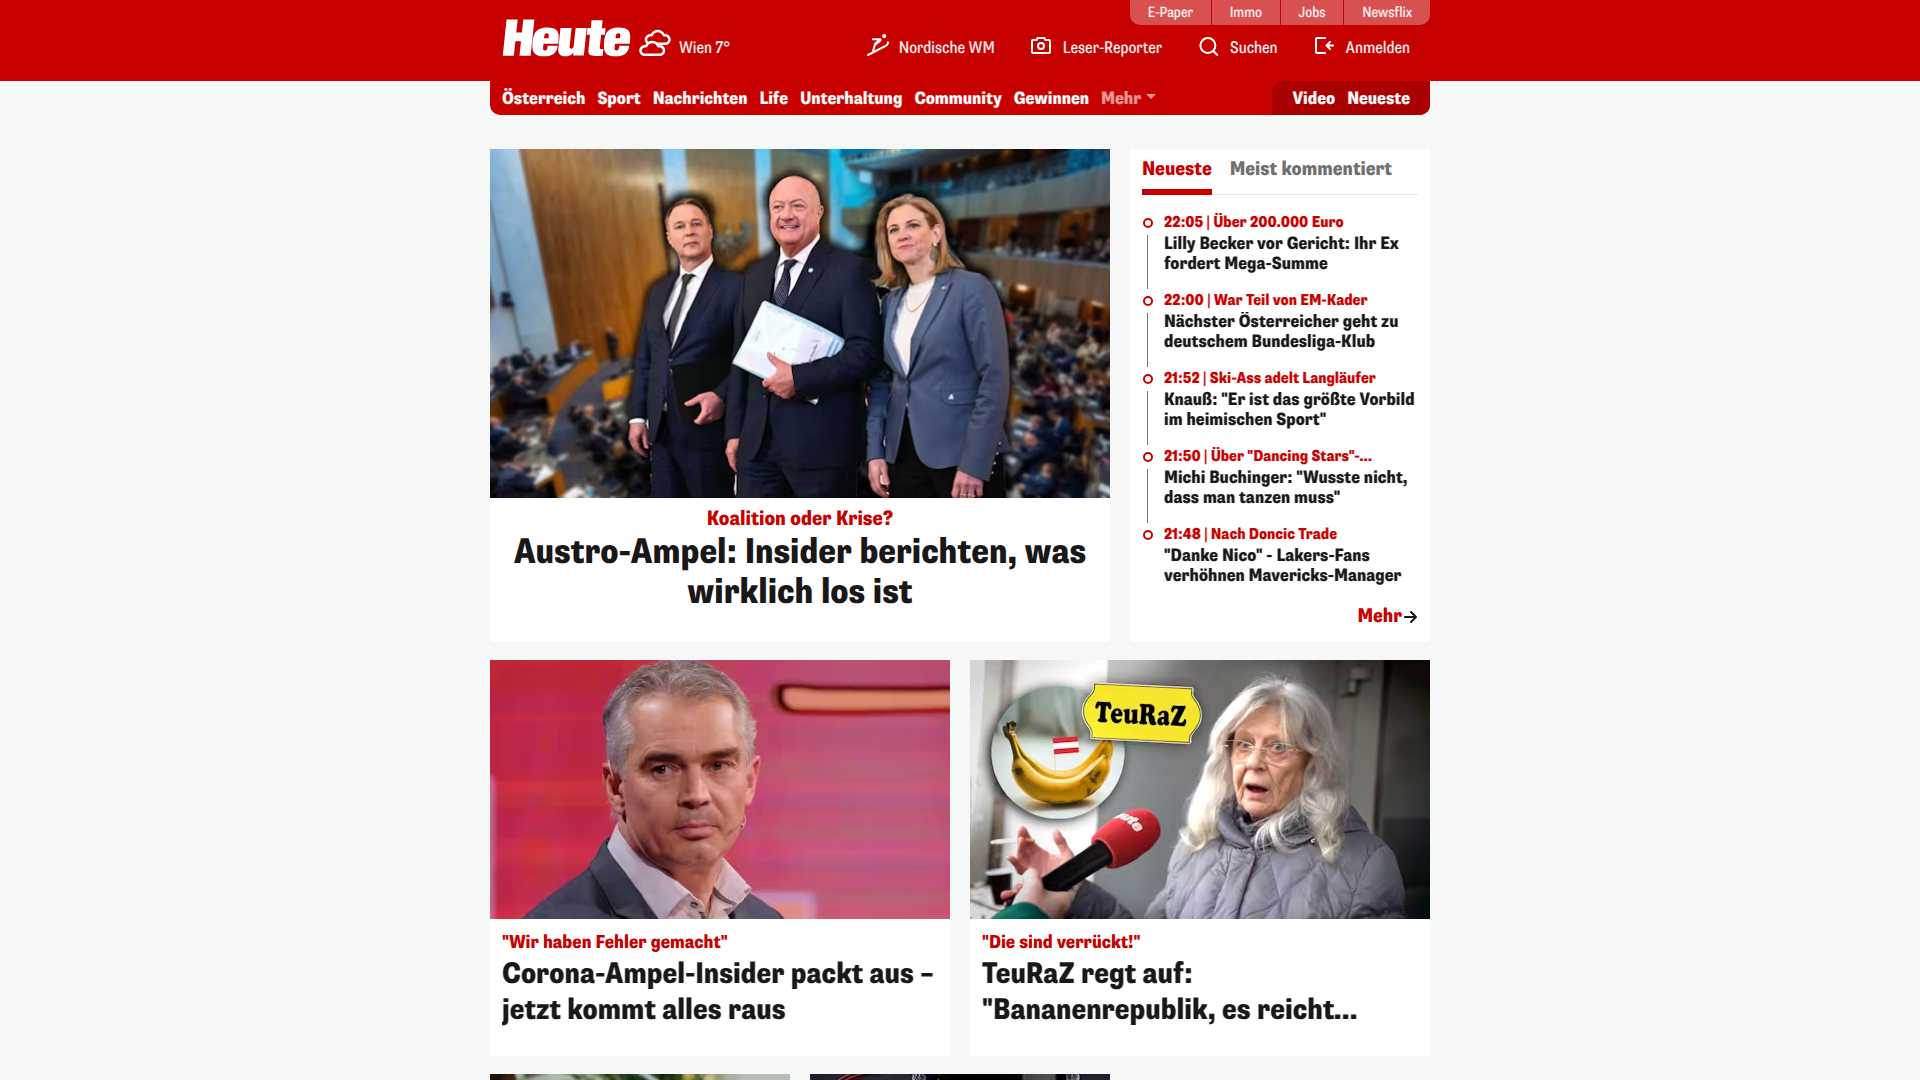 E-Paper
Immo
Jobs
Newsflix
Heute
Wien 7°
Nordische WM
Leser-Reporter
Suchen
Anmelden
Österreich
Sport
Nachrichten
Life
Unterhaltung
Community
Gewinnen
Mehr
Video
Neueste
Koalition oder Krise?
Austro-Ampel: Insider berichten, was
wirklich los ist
Neueste
Meist kommentiert
22:05 | Über 200.000 Euro
Lilly Becker vor Gericht: Ihr Ex
fordert Mega-Summe
22:00 | War Teil von EM-Kader
Nächster Österreicher geht zu
deutschem Bundesliga-Klub
21:52 | Ski-Ass adelt Langläufer
Knauß: "Er ist das größte Vorbild
im heimischen Sport"
21:50 | Über "Dancing Stars"-...
Michi Buchinger: "Wusste nicht,
dass man tanzen muss"
21:48 | Nach Doncic Trade
"Danke Nico" - Lakers-Fans
verhöhnen Mavericks-Manager
Mehr
"Wir haben Fehler gemacht"
Corona-Ampel-Insider packt aus –
jetzt kommt alles raus
TeuRaZ
Heute
"Die sind verrückt!"
TeuRaZ regt auf:
"Bananenrepublik, es reicht...